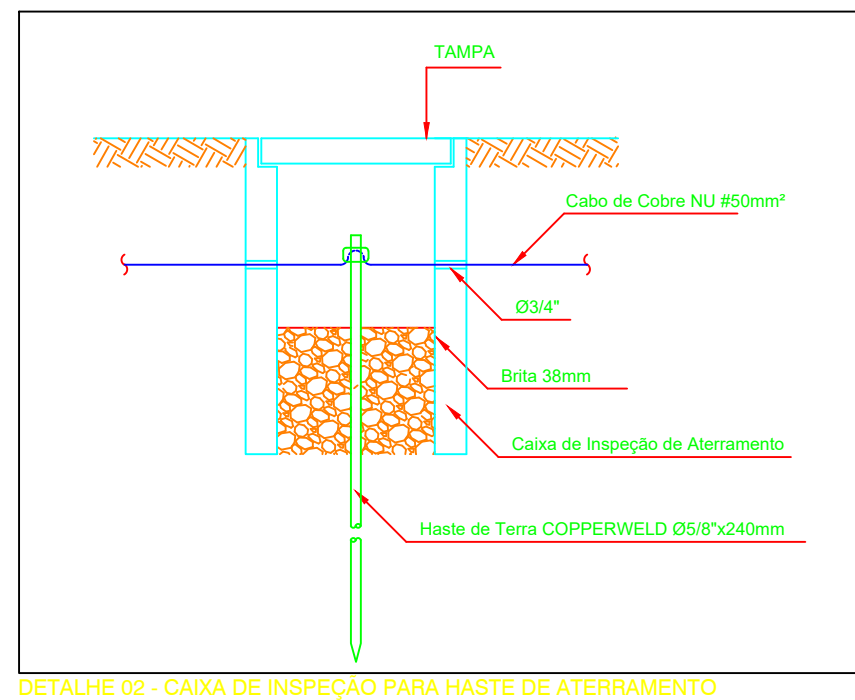 TAMPA
Cabo de Cobre NU #50mm²
Ø3/4"
Brita 38mm
Caixa de Inspeção de Aterramento
Haste de Terra COPPERWELD Ø5/8"x240mm
DETALHE 02 - CAIXA DE INSPEÇÃO PARA HASTE DE ATERRAMENTO